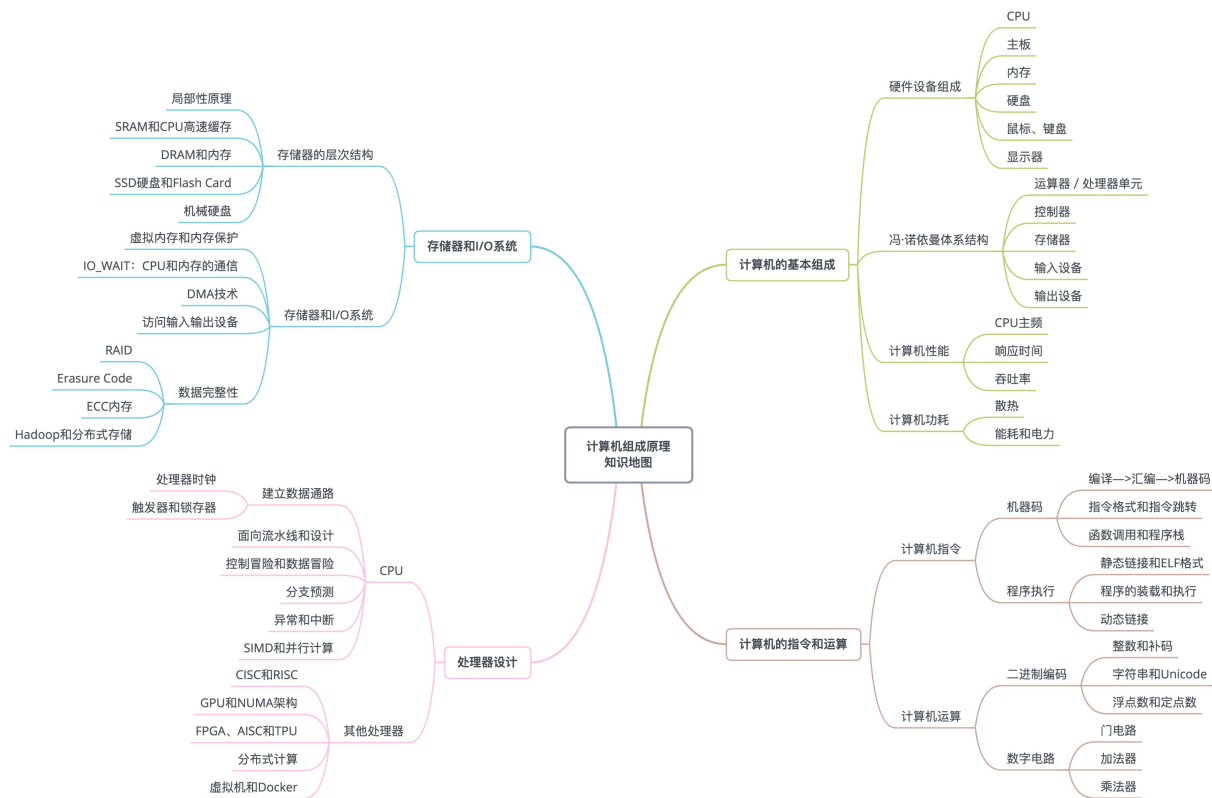 计算机组成原理
知识地图
计算机的基本组成
硬件设备组成
CPU
主板
内存
硬盘
鼠标、键盘
显示器
冯·诺依曼体系结构
运算器 / 处理器单元
控制器
存储器
输入设备
输出设备
计算机性能
CPU主频
响应时间
吞吐率
计算机功耗
散热
能耗和电力
计算机的指令和运算
计算机指令
机器码
编译—>汇编—>机器码
指令格式和指令跳转
函数调用和程序栈
程序执行
静态链接和ELF格式
程序的装载和执行
动态链接
计算机运算
二进制编码
整数和补码
字符串和Unicode
浮点数和定点数
数字电路
门电路
加法器
乘法器
存储器和I/O系统
存储器的层次结构
局部性原理
SRAM和CPU高速缓存
DRAM和内存
SSD硬盘和Flash Card
机械硬盘
存储器和I/O系统
虚拟内存和内存保护
IO_WAIT：CPU和内存的通信
DMA技术
访问输入输出设备
数据完整性
RAID
Erasure Code
ECC内存
Hadoop和分布式存储
处理器设计
CPU
建立数据通路
处理器时钟
触发器和锁存器
面向流水线和设计
控制冒险和数据冒险
分支预测
异常和中断
SIMD和并行计算
其他处理器
CISC和RISC
GPU和NUMA架构
FPGA、AISC和TPU
分布式计算
虚拟机和Docker